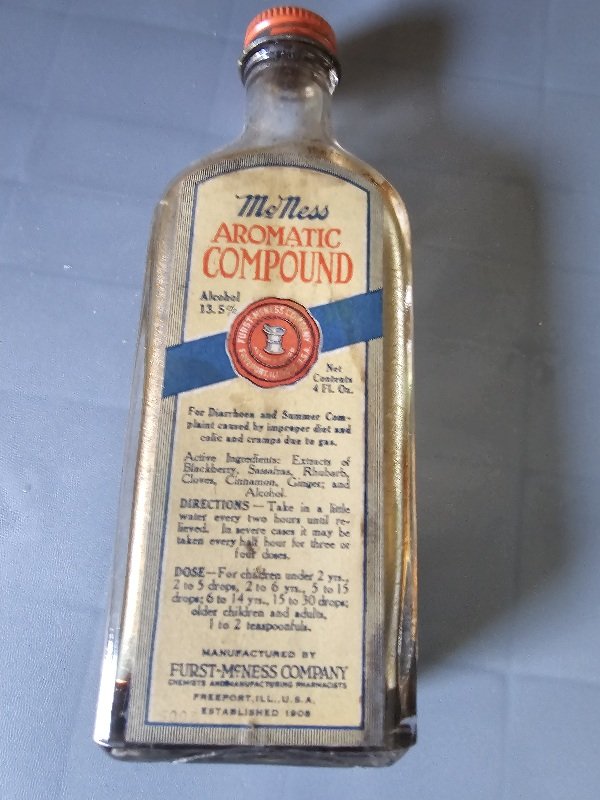 McNess
AROMATIC
COMPOUND
Alcohol
13.5%
FURST-McNESS COMPANY
FREEPORT, ILL. U.S.A.
Net
Contents
4 Fl. Oz.
For Diarrhoea and Summer Com-
plaint caused by improper diet and
colic and cramps due to gas.
Active Ingredients: Extracts of
Blackberry, Sassafras, Rhubarb,
Cloves, Cinnamon, Ginger; and
Alcohol.
DIRECTIONS — Take in a little
water every two hours until re-
lieved. In severe cases it may be
taken every half hour for three or
four doses.
DOSE—For children under 2 yrs.,
2 to 5 drops, 2 to 6 yrs., 5 to 15
drops; 6 to 14 yrs., 15 to 30 drops;
older children and adults,
1 to 2 teaspoonfuls.
MANUFACTURED BY
FURST-McNESS COMPANY
CHEMISTS AND MANUFACTURING PHARMACISTS
FREEPORT, ILL., U.S.A.
ESTABLISHED 1908